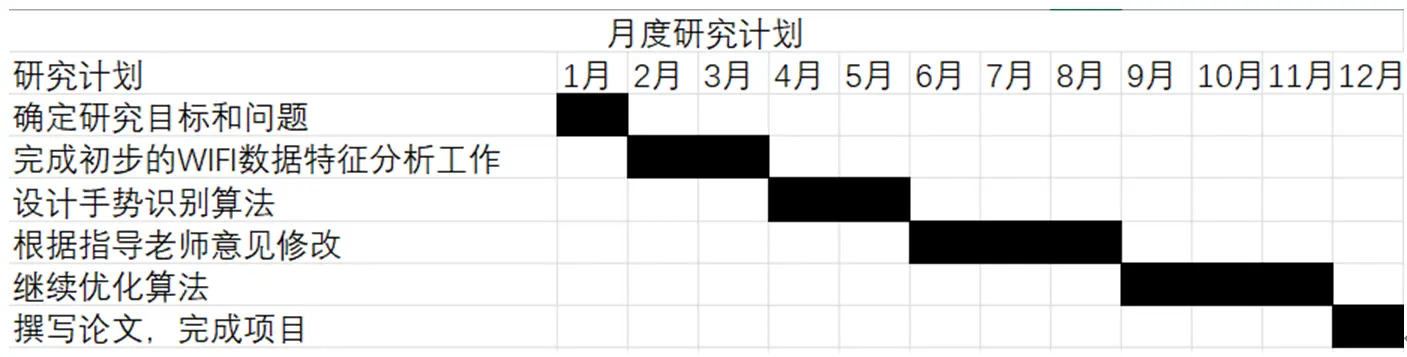 月度研究计划
研究计划 1月 2月 3月 4月 5月 6月 7月 8月 9月 10月 11月 12月
确定研究目标和问题
完成初步的WIFI数据特征分析工作
设计手势识别算法
根据指导老师意见修改
继续优化算法
撰写论文，完成项目